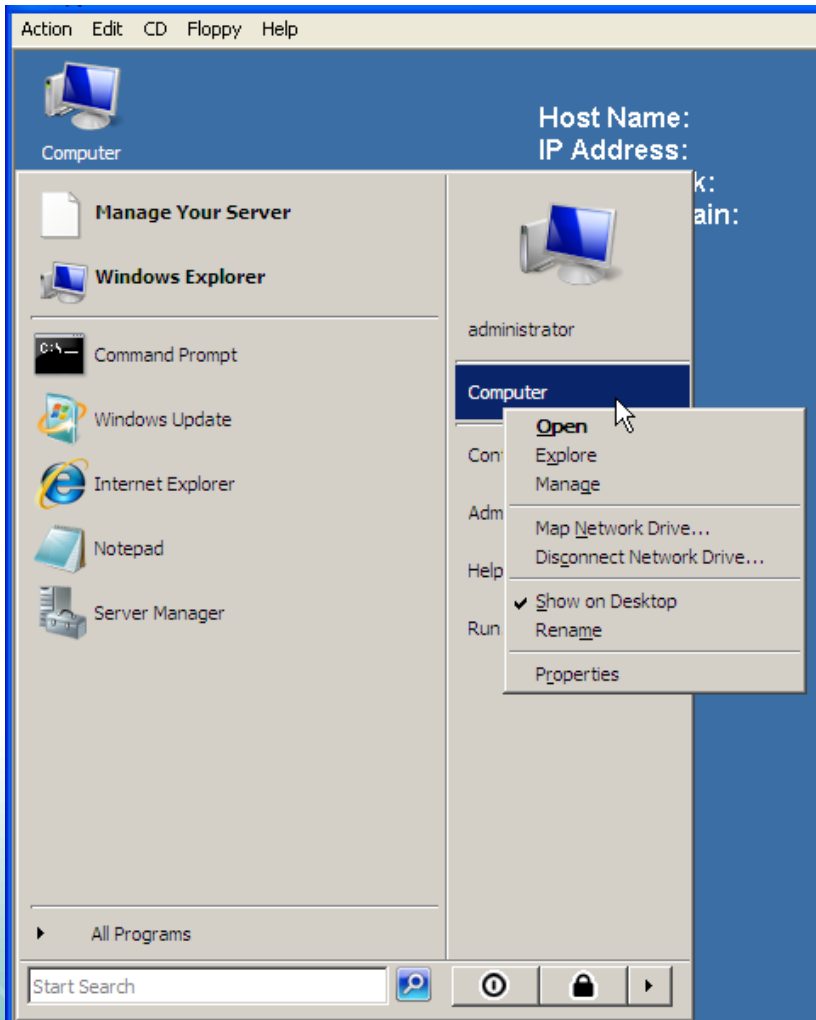 Action Edit CD Floppy Help
Computer
Host Name:
IP Address:
k:
ain:
Manage Your Server
Windows Explorer
C:\
Command Prompt
Windows Update
Internet Explorer
Notepad
Server Manager
All Programs
Start Search
administrator
Computer
Con
Adm
Help
Run
Open
Explore
Manage
Map Network Drive...
Disconnect Network Drive...
Show on Desktop
Rename
Properties